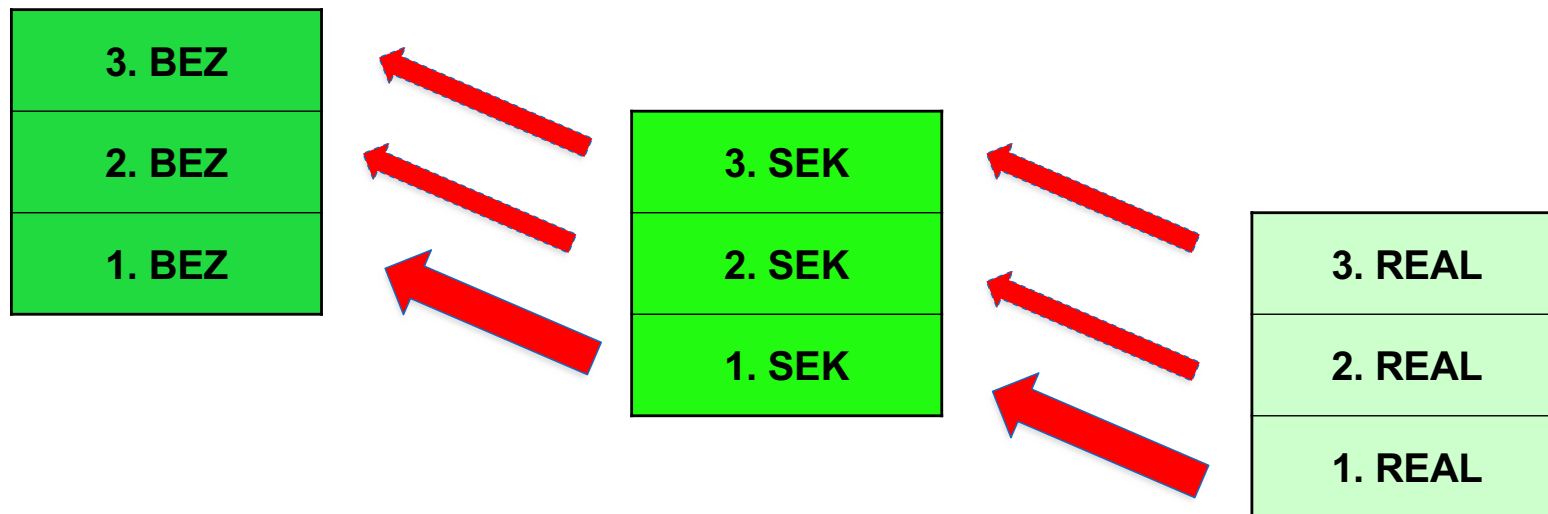 3. BEZ
2. BEZ
1. BEZ
3. SEK
2. SEK
1. SEK
3. REAL
2. REAL
1. REAL